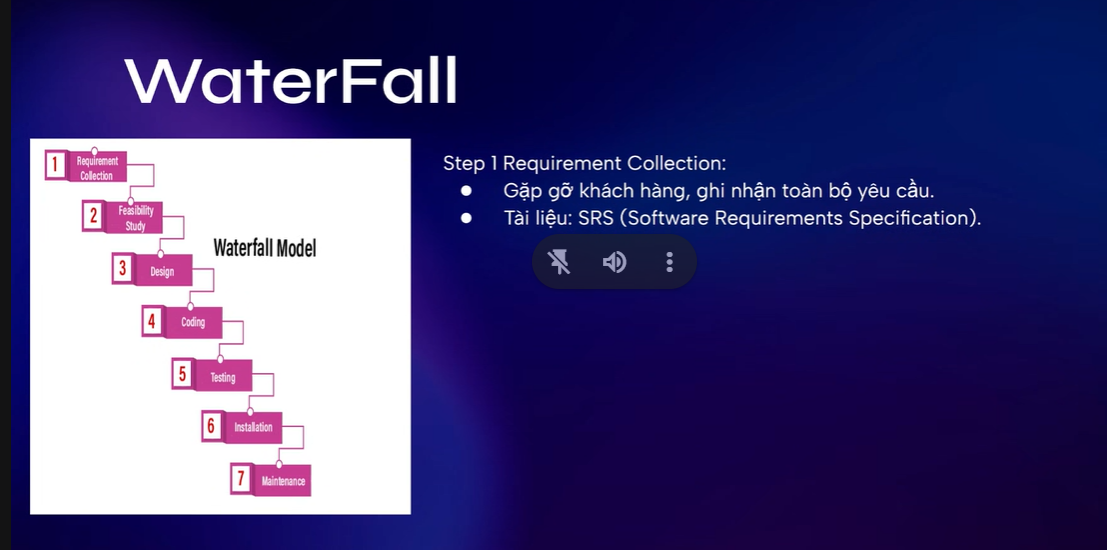 WaterFall
1
Requirement
Collection
2
Feasibility
Study
Waterfall Model
3
Design
4
Coding
5
Testing
6
Installation
7
Maintenance
Step 1 Requirement Collection:
● Gặp gỡ khách hàng, ghi nhận toàn bộ yêu cầu.
● Tài liệu: SRS (Software Requirements Specification).